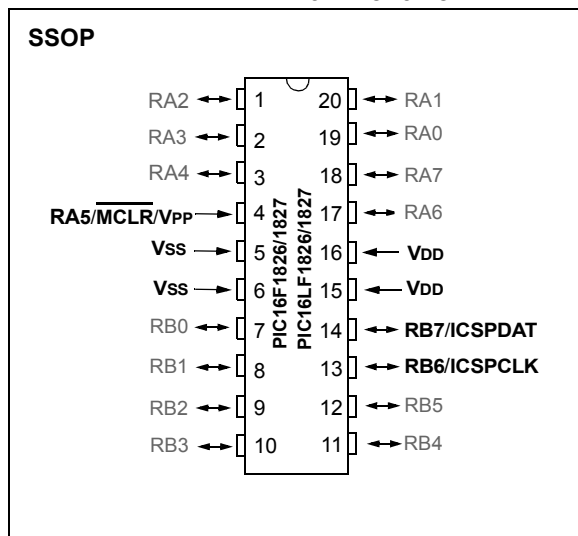 SSOP
RA2 1 20 RA1
RA3 2 19 RA0
RA4 3 18 RA7
RA5/MCLR/VPP 4 17 RA6
VSS 5 16 VDD
VSS 6 15 VDD
RB0 7 14 RB7/ICSPDAT
RB1 8 13 RB6/ICSPCLK
RB2 9 12 RB5
RB3 10 11 RB4
PIC16F1826/1827
PIC16LF1826/1827